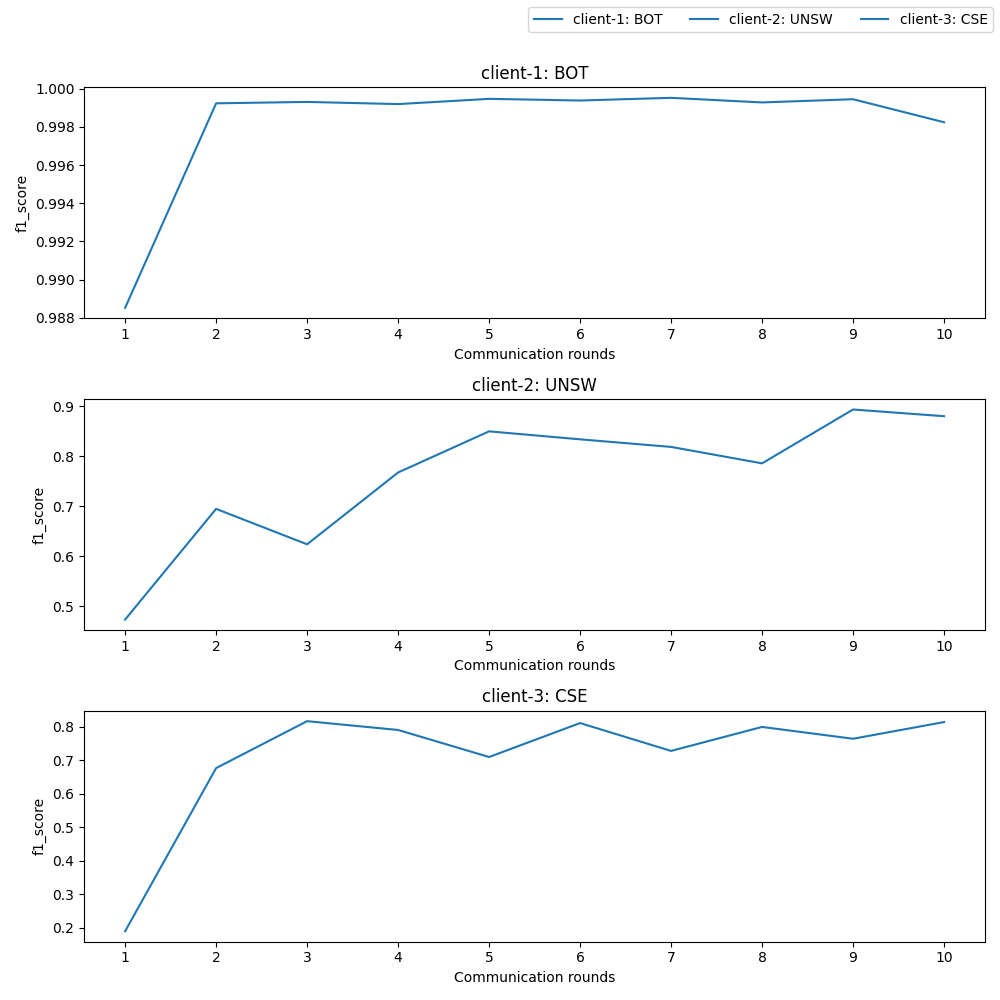 client-1: BOT client-2: UNSW client-3: CSE
client-1: BOT
1.000
0.998
0.996
0.994
0.992
0.990
0.988
f1_score
1 2 3 4 5 6 7 8 9 10
Communication rounds
client-2: UNSW
0.9
0.8
0.7
0.6
0.5
f1_score
1 2 3 4 5 6 7 8 9 10
Communication rounds
client-3: CSE
0.8
0.7
0.6
0.5
0.4
0.3
0.2
f1_score
1 2 3 4 5 6 7 8 9 10
Communication rounds